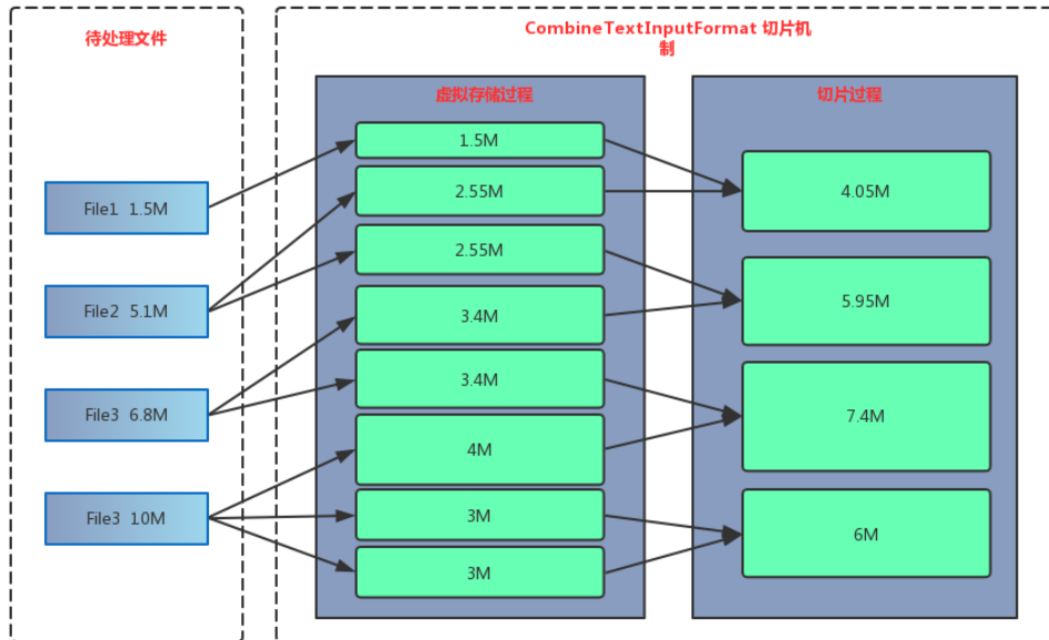 待处理文件
CombineTextInputFormat 切片机
制
虚拟存储过程
切片过程
File1 1.5M
File2 5.1M
File3 6.8M
File3 10M
1.5M
2.55M
2.55M
3.4M
3.4M
4M
3M
3M
4.05M
5.95M
7.4M
6M